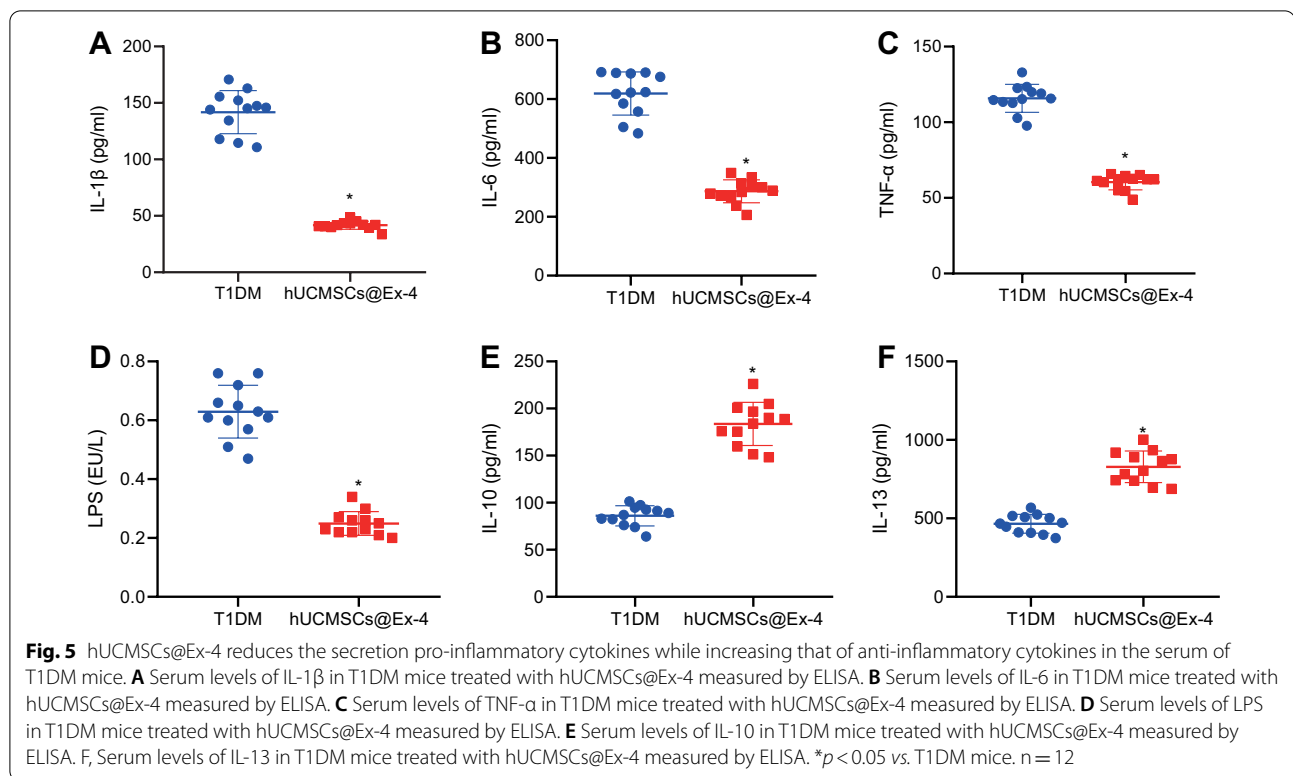 A
IL-1β (pg/ml)
200
150
100
50
0
*
T1DM
hUCMSCs@Ex-4
B
IL-6 (pg/ml)
800
600
400
200
0
*
T1DM
hUCMSCs@Ex-4
C
TNF-α (pg/ml)
150
100
50
0
*
T1DM
hUCMSCs@Ex-4
D
LPS (EU/L)
0.8
0.6
0.4
0.2
0.0
*
T1DM
hUCMSCs@Ex-4
E
IL-10 (pg/ml)
250
200
150
100
50
0
*
T1DM
hUCMSCs@Ex-4
F
IL-13 (pg/ml)
1500
1000
500
0
*
T1DM
hUCMSCs@Ex-4
Fig. 5 hUCMSCs@Ex-4 reduces the secretion pro-inflammatory cytokines while increasing that of anti-inflammatory cytokines in the serum of
T1DM mice. A Serum levels of IL-1β in T1DM mice treated with hUCMSCs@Ex-4 measured by ELISA. B Serum levels of IL-6 in T1DM mice treated with
hUCMSCs@Ex-4 measured by ELISA. C Serum levels of TNF-α in T1DM mice treated with hUCMSCs@Ex-4 measured by ELISA. D Serum levels of LPS
in T1DM mice treated with hUCMSCs@Ex-4 measured by ELISA. E Serum levels of IL-10 in T1DM mice treated with hUCMSCs@Ex-4 measured by
ELISA. F, Serum levels of IL-13 in T1DM mice treated with hUCMSCs@Ex-4 measured by ELISA. *p < 0.05 vs. T1DM mice. n = 12